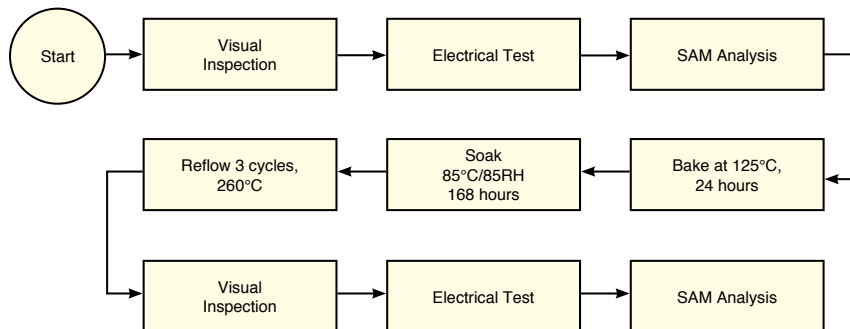 Start
Visual
Inspection
Electrical Test
SAM Analysis
Bake at 125°C,
24 hours
Soak
85°C/85RH
168 hours
Reflow 3 cycles,
260°C
Visual
Inspection
Electrical Test
SAM Analysis